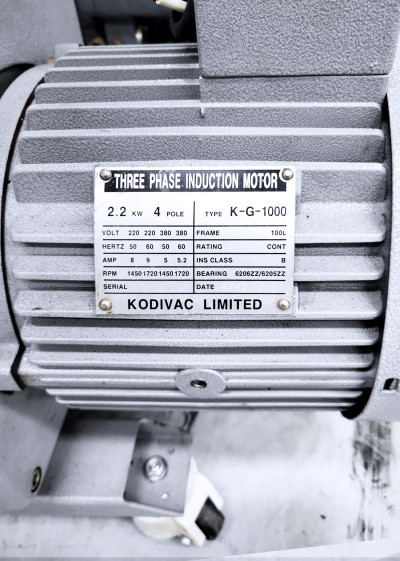 THREE PHASE INDUCTION MOTOR
2.2 KW 4 POLE TYPE K-G-1000
VOLT 220 220 380 380 FRAME 100L
HERTZ 50 60 50 60 RATING CONT
AMP 8 9 5 5.2 INS CLASS B
RPM 1450 1720 1450 1720 BEARING 6206ZZ/6205ZZ
SERIAL DATE
KODIVAC LIMITED